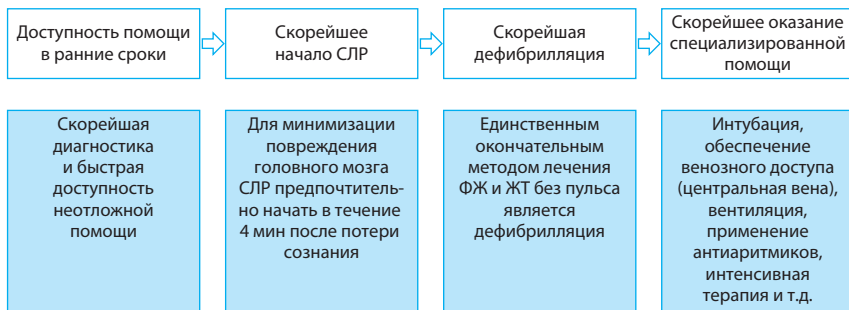 Доступность помощи
в ранние сроки
Скорейшее
начало СЛР
Скорейшая
дефибрилляция
Скорейшее оказание
специализированной
помощи
Скорейшая
диагностика
и быстрая
доступность
неотложной
помощи
Для минимизации
повреждения
головного мозга
СЛР предпочтитель-
но начать в течение
4 мин после потери
сознания
Единственным
окончательным
методом лечения
ФЖ и ЖТ без пульса
является
дефибрилляция
Интубация,
обеспечение
венозного доступа
(центральная вена),
вентиляция,
применение
антиаритмиков,
интенсивная
терапия и т.д.